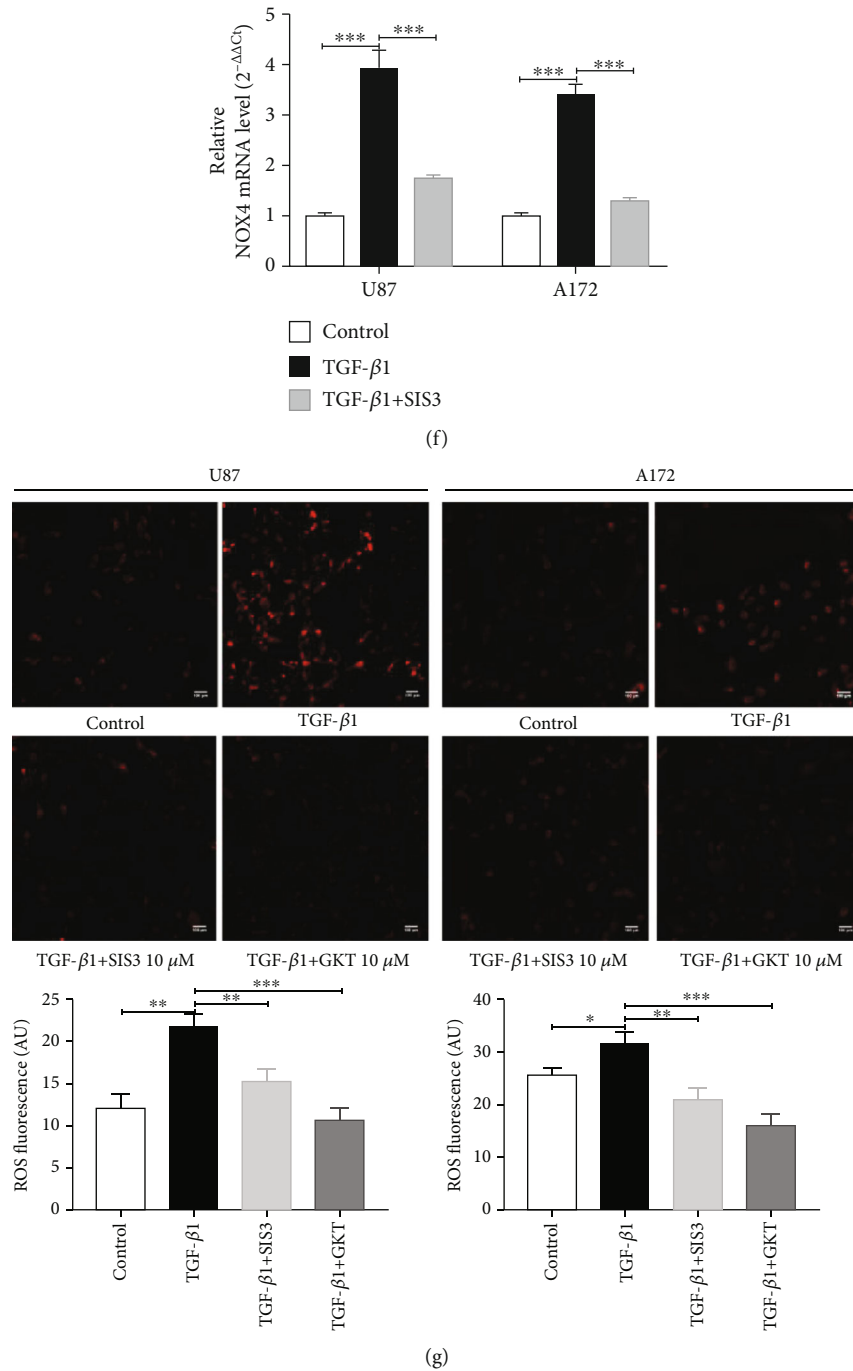 Relative
NOX4 mRNA level (2−ΔΔCt)
5
4
3
2
1
0
***
***
***
***
U87
A172
Control
TGF-β1
TGF-β1+SIS3
(f)
U87
A172
Control
TGF-β1
Control
TGF-β1
TGF-β1+SIS3 10 μM
TGF-β1+GKT 10 μM
TGF-β1+SIS3 10 μM
TGF-β1+GKT 10 μM
ROS fluorescence (AU)
25
20
15
10
5
0
**
**
***
Control
TGF-β1
TGF-β1+SIS3
TGF-β1+GKT
ROS fluorescence (AU)
40
30
20
10
0
*
**
***
Control
TGF-β1
TGF-β1+SIS3
TGF-β1+GKT
(g)